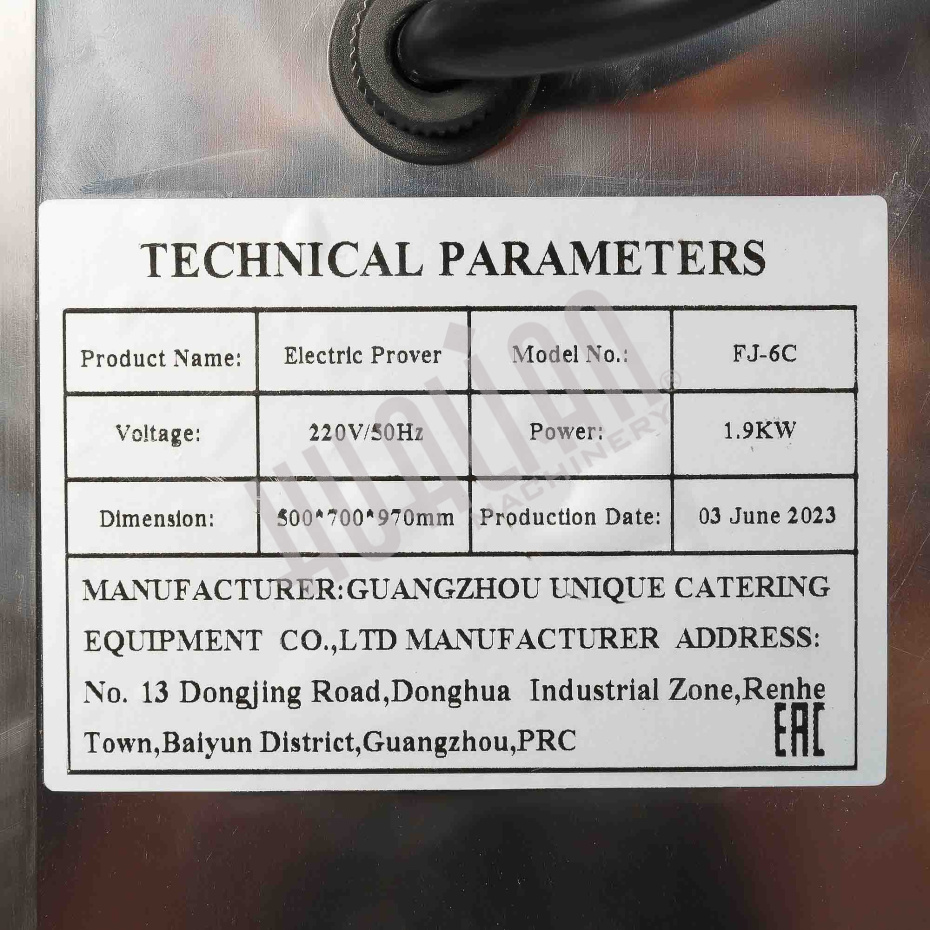 TECHNICAL PARAMETERS
Product Name: Electric Prover Model No.: FJ-6C
Voltage: 220V/50Hz Power: 1.9KW
Dimension: 500*700*970mm Production Date: 03 June 2023
MANUFACTURER:GUANGZHOU UNIQUE CATERING
EQUIPMENT CO.,LTD MANUFACTURER ADDRESS:
No. 13 Dongjing Road,Donghua Industrial Zone,Renhe
Town,Baiyun District,Guangzhou,PRC
EAC
HUAILAN ®
MACHINERY